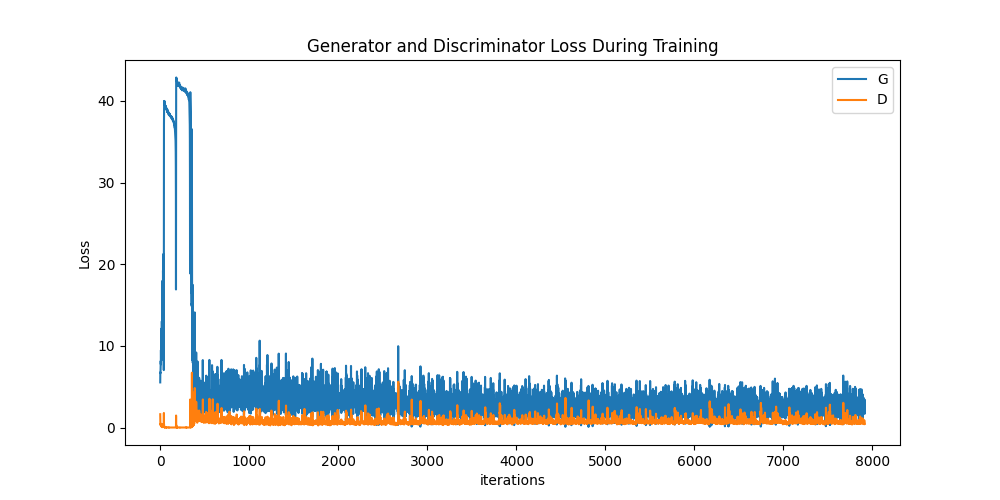 Generator and Discriminator Loss During Training
G
D
40
30
20
10
0
Loss
0 1000 2000 3000 4000 5000 6000 7000 8000
iterations